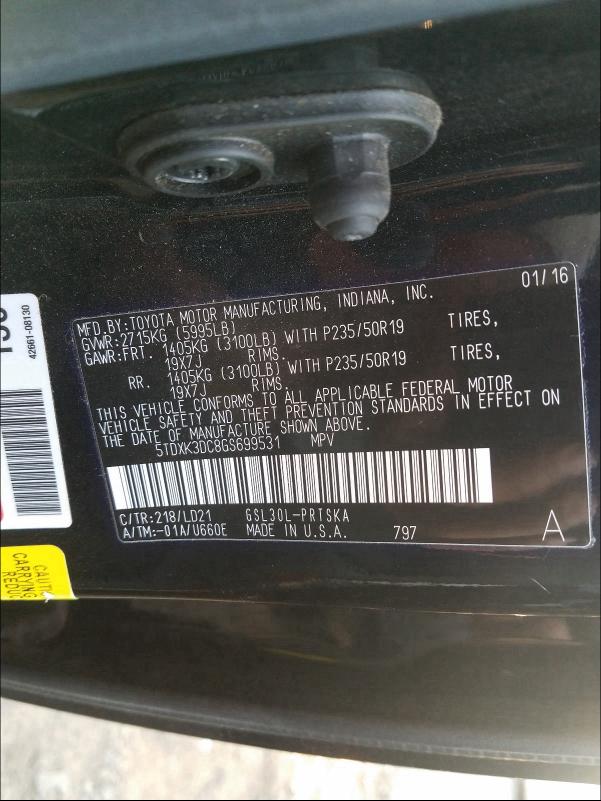 01/16
MFD.BY:TOYOTA MOTOR MANUFACTURING, INDIANA, INC.
GVWR:2715KG (5995LB)
GAWR:FRT. 1405KG (3100LB) WITH P235/50R19 TIRES,
19X7J RIMS.
RR. 1405KG (3100LB) WITH P235/50R19 TIRES,
19X7J RIMS.
THIS VEHICLE CONFORMS TO ALL APPLICABLE FEDERAL MOTOR
VEHICLE SAFETY AND THEFT PREVENTION STANDARDS IN EFFECT ON
THE DATE OF MANUFACTURE SHOWN ABOVE.
5TDXK3DC8GS699531 MPV
C/TR:218/LD21 GSL30L-PRTSKA
A/TM:-01A/U660E MADE IN U.S.A. 797 A
42661-08130
CAUT
CARRYING
REDUC